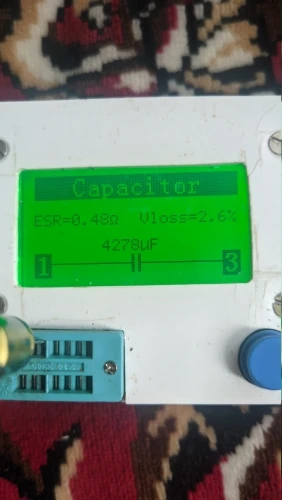 Capacitor
ESR=0.48Ω Vloss=2.6%
4278µF
1 3